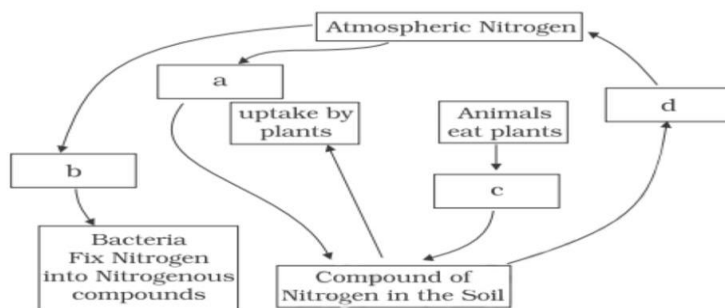 Atmospheric Nitrogen
a
uptake by
plants
Animals
eat plants
d
b
c
Bacteria
Fix Nitrogen
into Nitrogenous
compounds
Compound of
Nitrogen in the Soil